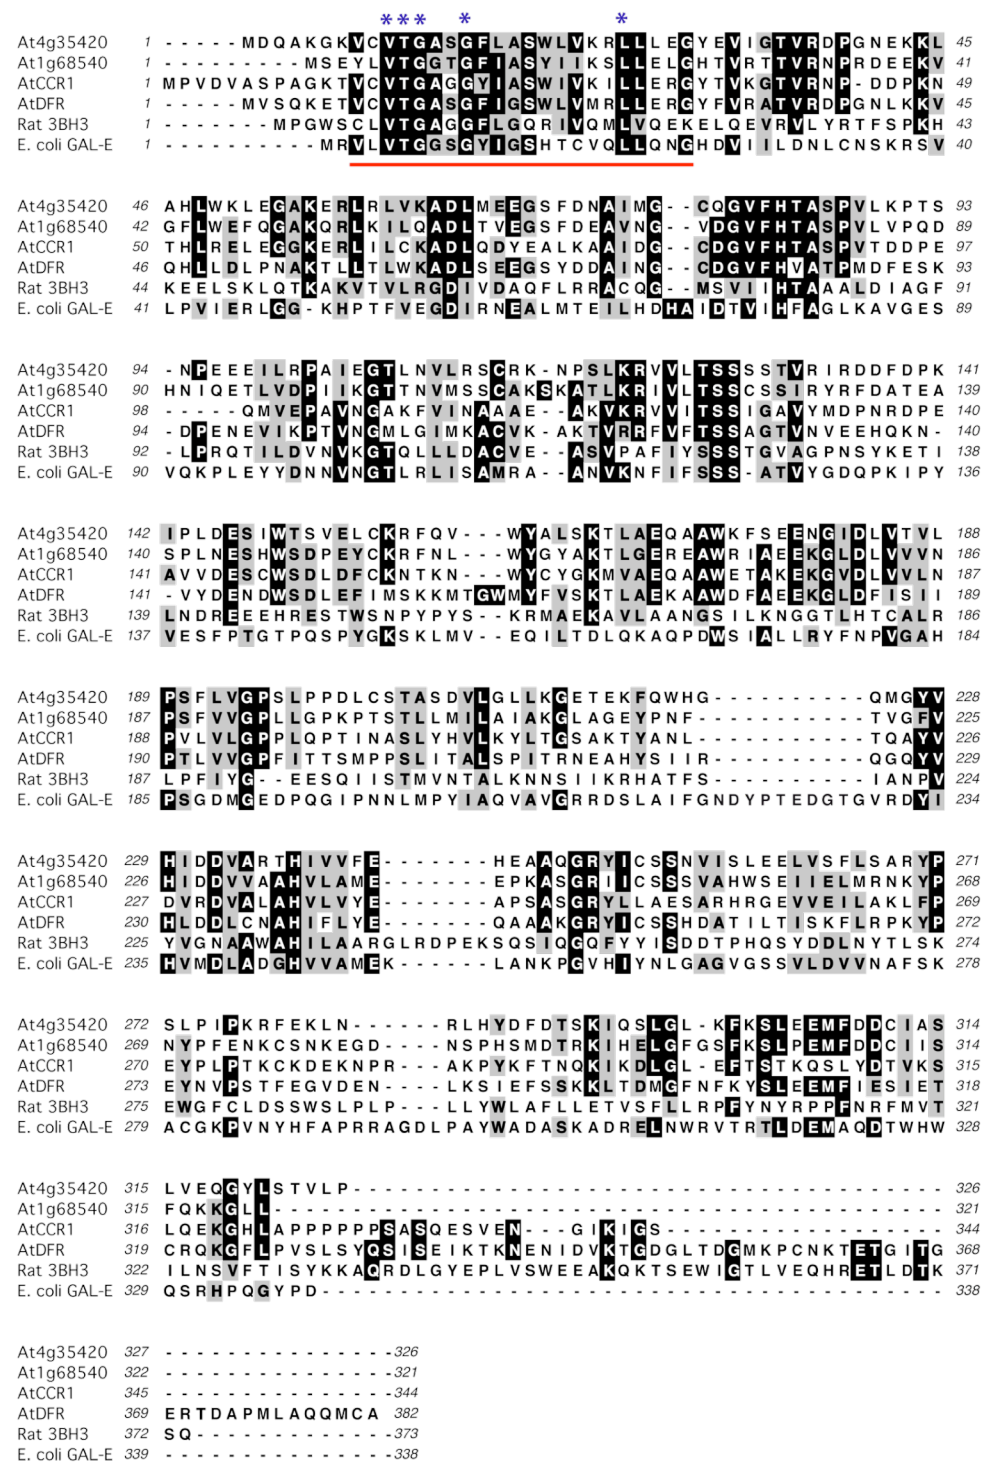 * * * * *
At4g35420 1 -----MDQAKGKVCVTGASGFLASWLVKRLLLEGYEVIGTVRDPGNEKKL 45
At1g68540 1 ---------MSEYLVTGGTGFIASYIIKSLLELGHTVRTTVRNPRDEEKV 41
AtCCR1 1 MPVDVASPAGKTVCVTGAGGYIASWIVKILLERGYTVKGTVRNP-DDPKN 49
AtDFR 1 -----MVSQKETVCVTGASGFIGSWLVMRLLERGYFVRATVRDPGNLKKV 45
Rat 3BH3 1 -------MPGWSCLVTGAGGFLGQRIVQMLVQEKELQEVRVLYRTFSPKH 43
E. coli GAL-E 1 ----------MRVLVTGGSGYIGSHTCVQLLQNGHDVIILDNLCNSKRSV 40
At4g35420 46 AHLWKLEGAKERLRLVKADLMEEGSFDNAIMG--CQGVFHTASPVLKPTS 93
At1g68540 42 GFLWEFQGAKQRLKILQADLTVEGSFDEAVNG--VDGVFHTASPVLVPQD 89
AtCCR1 50 THLRELEGGKERLILCKADLQDYEALKAAIDG--CDGVFHTASPVTDDPE 97
AtDFR 46 QHLLDLPNAKTLLTLWKADLSEEGSYDDAING--CDGVFHVATPMDFESK 93
Rat 3BH3 44 KEELSKLQTKAKVTVLRGDIVDAQFLRRACQG--MSVIIHTAAALDIAGF 91
E. coli GAL-E 41 LPVIERLGG-KHPTFVEGDIRNEALMTEILHDHAIDTVIHFAGLKAVGES 89
At4g35420 94 -NPEEEILRPAIEGTLNVLRSCRK-NPSLKRVVLTSSSSTVRIRDDFDPK 141
At1g68540 90 HNIQETLVDPIIKGTTNVMSSCAKSKATLKRIVLTSSCSSIRYRFDATEA 139
AtCCR1 98 -----QMVEPAVNGAKFVINAAAE--AKVKRVVITSSIGAVYMDPNRDPE 140
AtDFR 94 -DPENEVIKPTVNGMLGIMKACVK-AKTVRRFVFTSSAGTVNVEEHQKN- 140
Rat 3BH3 92 -LPRQTILDVNVKGTQLLLDACVE--ASVPAFIYSSSTGVAGPNSYKETI 138
E. coli GAL-E 90 VQKPLEYYDNNVNGTLRLISAMRA--ANVKNFIFSSS-ATVYGDQPKIPY 136
At4g35420 142 IPLDESIWTSVELCKRFQV---WYALSKTLAEQAAWKFSEENGIDLVTVL 188
At1g68540 140 SPLNESHWSDPEYCKRFNL---WYGYAKTLGEREAWRIAEEKGLDLVVVN 186
AtCCR1 141 AVVDESCWSDLDFCKNTKN---WYCYGKMVAEQAAWETAKEKGVDLVVLN 187
AtDFR 141 -VYDENDWSDLEFIMSKKMTGWMYFVSKTLAEKAAWDFAEEKGLDFISII 189
Rat 3BH3 139 LNDREEEHRESTWSNPYPYS--KRMAEKAVLAANGSILKNGGTLHTCALR 186
E. coli GAL-E 137 VESFPTGTPQSPYGKSKLMV--EQILTDLQKAQPDWSIALLRYFNPVGAH 184
At4g35420 189 PSFLVGPSLPPDLCSTASDVLGLLKGETEKFQWHG----------QMGYV 228
At1g68540 187 PSFVVGPLLGPKPTSTLLMILAIAKGLAGEYPNF-----------TVGFV 225
AtCCR1 188 PVLVLGPPLQPTINASLYHVLKYLTGSAKTYANL-----------TQAYV 226
AtDFR 190 PTLVVGPFITTSMPPSLITALSPITRNEAHYSIIR----------QGQYV 229
Rat 3BH3 187 LPFIYG--EESQIISTMVNTALKNNSIIKRHATFS----------IANPV 224
E. coli GAL-E 185 PSGDMGEDPQGIPNNLMPYIAQVAVGRRDSLAIFGNDYPTEDGTGVRDYI 234
At4g35420 229 HIDDVARTHIVVFE-------HEAAQGRYICSSNVISLEELVSFLSARYP 271
At1g68540 226 HIDDVVAAHVLAME-------EPKASGRIICSSSVAHWSEIIELMRNKYP 268
AtCCR1 227 DVRDVALAHVLVYE-------APSASGRYLLAESARHRGEVVEILAKLFP 269
AtDFR 230 HLDDLCNAHIFLYE-------QAAAKGRYICSSHDATILTISKFLRPKYP 272
Rat 3BH3 225 YVGNAAWAHILAARGLRDPEKSQSIQGQFYYISDDTPHQSYDDLNYTLSK 274
E. coli GAL-E 235 HVMDLADGHVVAMEK------LANKPGVHIYNLGAGVGSSVLDVVNAFSK 278
At4g35420 272 SLPIPKRFEKLN------RLHYDFDTSKIQSLGL-KFKSLEEMFDDCIAS 314
At1g68540 269 NYPFENKCSNKEGD----NSPHSMDTRKIHELGFGSFKSLPEMFDDCIIS 314
AtCCR1 270 EYPLPTKCKDEKNPR---AKPYKFTNQKIKDLGL-EFTSTKQSLYDTVKS 315
AtDFR 273 EYNVPSTFEGVDEN----LKSIEFSSKKLTDMGFNFKYSLEEMFIESIET 318
Rat 3BH3 275 EWGFCLDSSWSLPLP---LLYWLAFLLETVSFLLRPFYNYRPPFNRFMVT 321
E. coli GAL-E 279 ACGKPVNYHFAPRRAGDLPAYWADASKADRELNWRVTRTLDEMAQDTWHW 328
At4g35420 315 LVEQGYLSTVLP-------------------------------------- 326
At1g68540 315 FQKKGLL------------------------------------------- 321
AtCCR1 316 LQEKGHLAPPPPPPSASQESVEN---GIKIGS------------------ 344
AtDFR 319 CRQKGFLPVSLSYQSISEIKTKNENIDVKTGDGLTDGMKPCNKTETGITG 368
Rat 3BH3 322 ILNSVFTISYKKAQRDLGYEPLVSWEEAKQKTSEWIGTLVEQHRETLDTK 371
E. coli GAL-E 329 QSRHPQGYPD---------------------------------------- 338
At4g35420 327 --------------326
At1g68540 322 --------------321
AtCCR1 345 --------------344
AtDFR 369 ERTDAPMLAQQMCA 382
Rat 3BH3 372 SQ------------373
E. coli GAL-E 339 --------------338